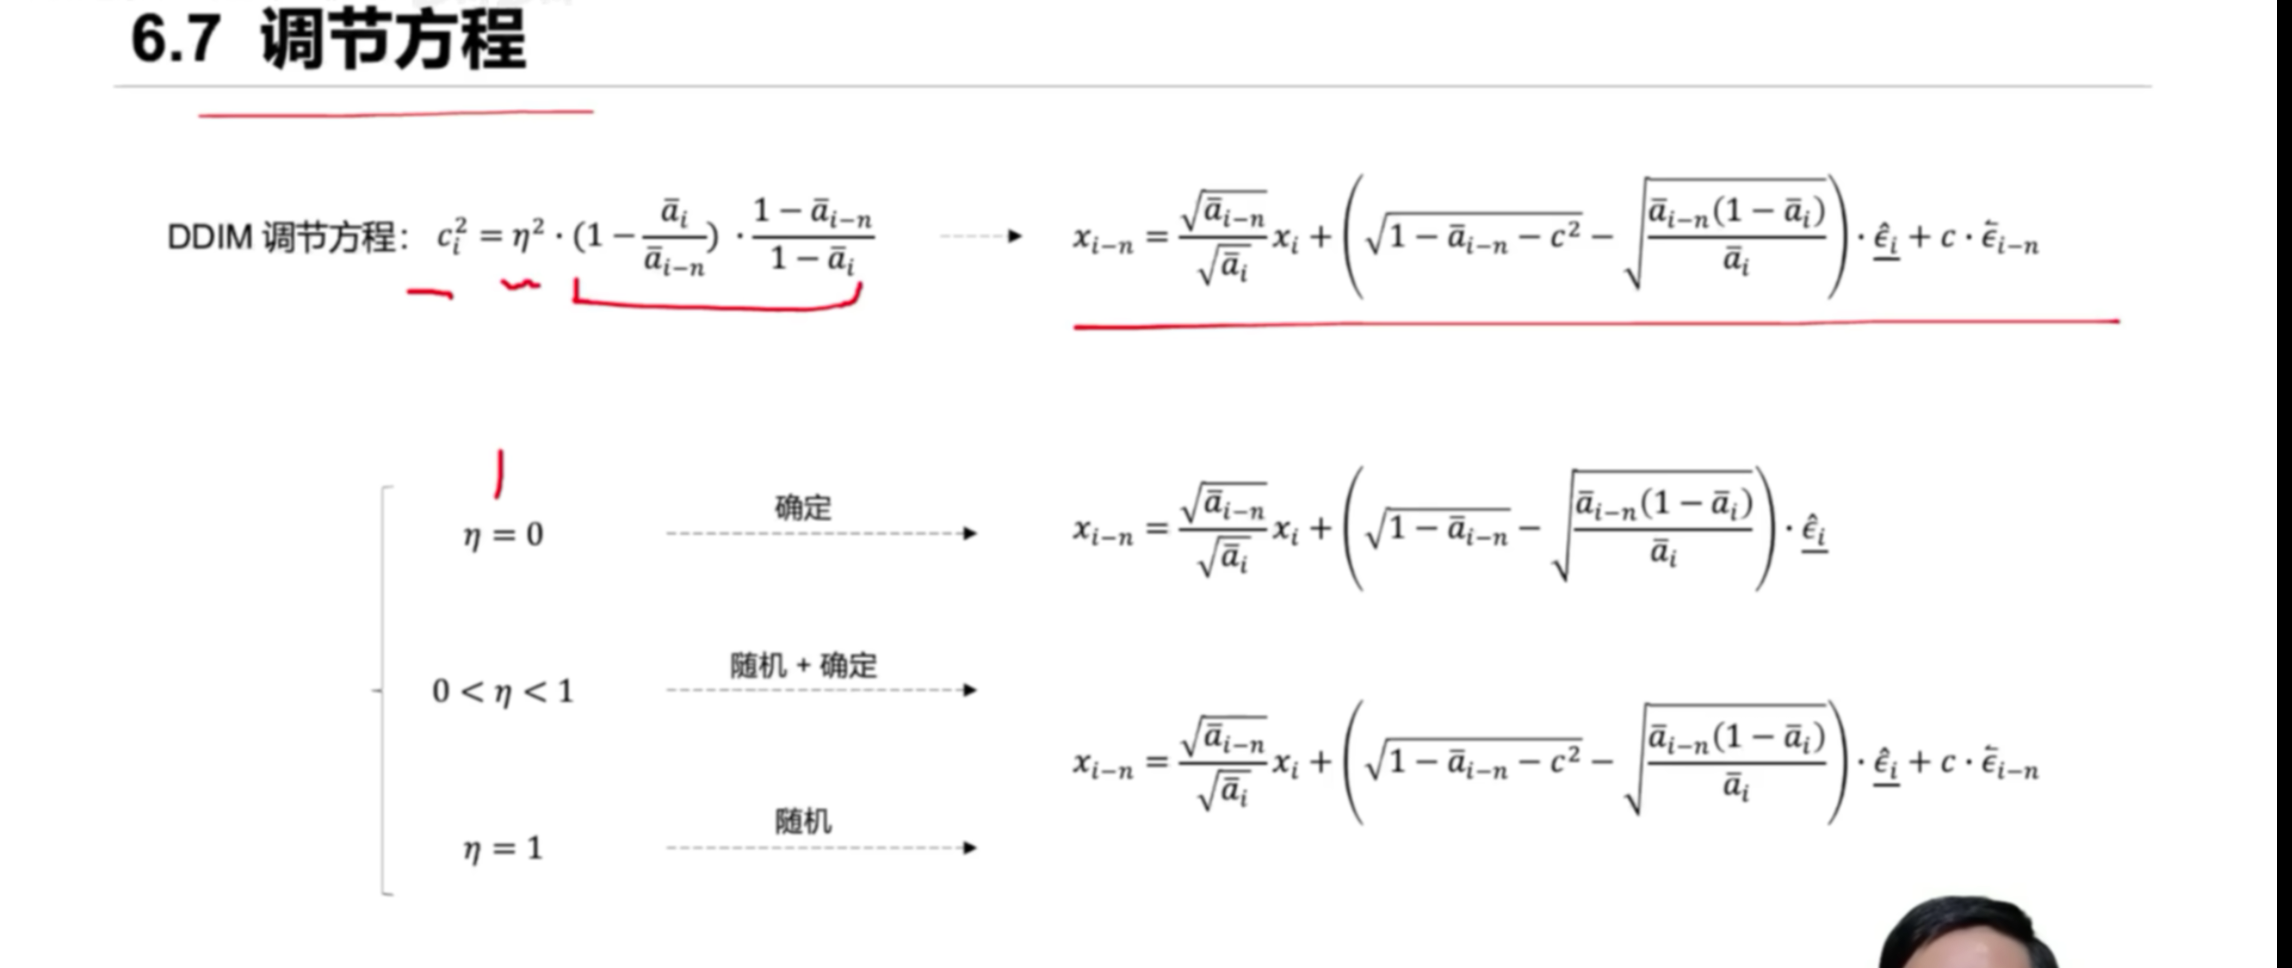 6.7 调节方程
DDIM 调节方程： $c_i^2 = \eta^2 \cdot (1 - \frac{\bar{a}_i}{\bar{a}_{i-n}}) \cdot \frac{1 - \bar{a}_{i-n}}{1 - \bar{a}_i}$ $x_{i-n} = \frac{\sqrt{\bar{a}_{i-n}}}{\sqrt{\bar{a}_i}} x_i + \left( \sqrt{1 - \bar{a}_{i-n} - c^2} - \sqrt{\frac{\bar{a}_{i-n}(1 - \bar{a}_i)}{\bar{a}_i}} \right) \cdot \underline{\hat{\epsilon}_i} + c \cdot \overleftarrow{\epsilon}_{i-n}$
η = 0 确定 $x_{i-n} = \frac{\sqrt{\bar{a}_{i-n}}}{\sqrt{\bar{a}_i}} x_i + \left( \sqrt{1 - \bar{a}_{i-n}} - \sqrt{\frac{\bar{a}_{i-n}(1 - \bar{a}_i)}{\bar{a}_i}} \right) \cdot \underline{\hat{\epsilon}_i}$
0 < η < 1 随机 + 确定
$x_{i-n} = \frac{\sqrt{\bar{a}_{i-n}}}{\sqrt{\bar{a}_i}} x_i + \left( \sqrt{1 - \bar{a}_{i-n} - c^2} - \sqrt{\frac{\bar{a}_{i-n}(1 - \bar{a}_i)}{\bar{a}_i}} \right) \cdot \underline{\hat{\epsilon}_i} + c \cdot \overleftarrow{\epsilon}_{i-n}$
η = 1 随机